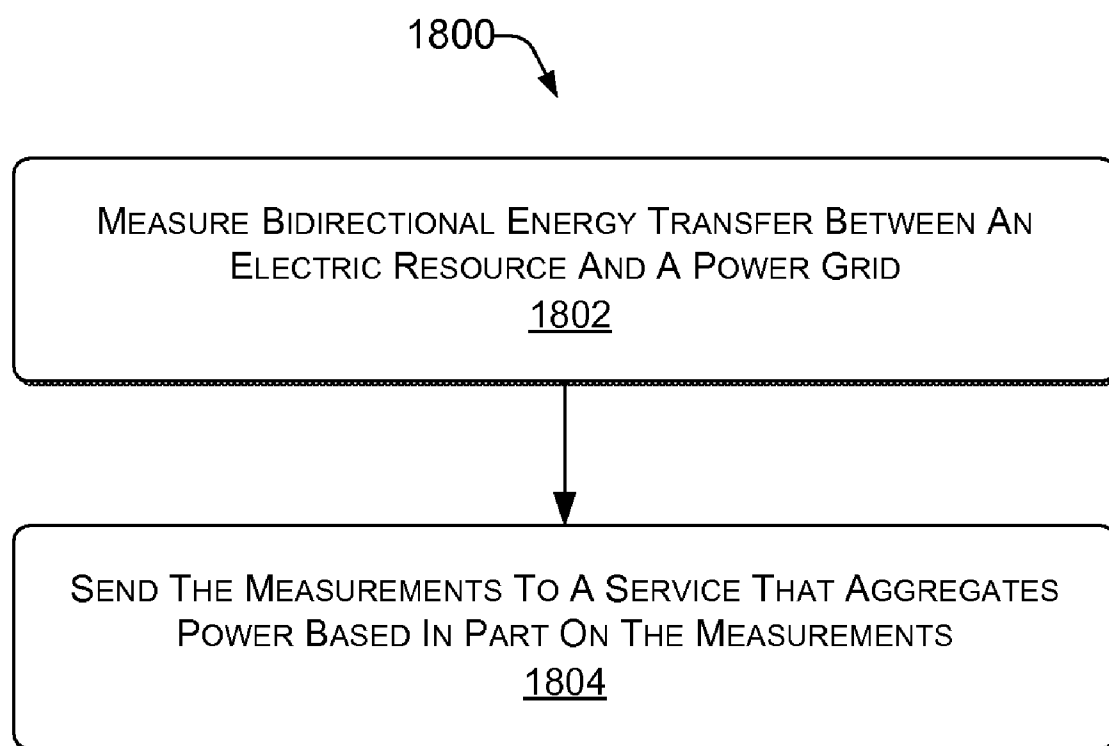 1800
MEASURE BIDIRECTIONAL ENERGY TRANSFER BETWEEN AN
ELECTRIC RESOURCE AND A POWER GRID
1802
SEND THE MEASUREMENTS TO A SERVICE THAT AGGREGATES
POWER BASED IN PART ON THE MEASUREMENTS
1804